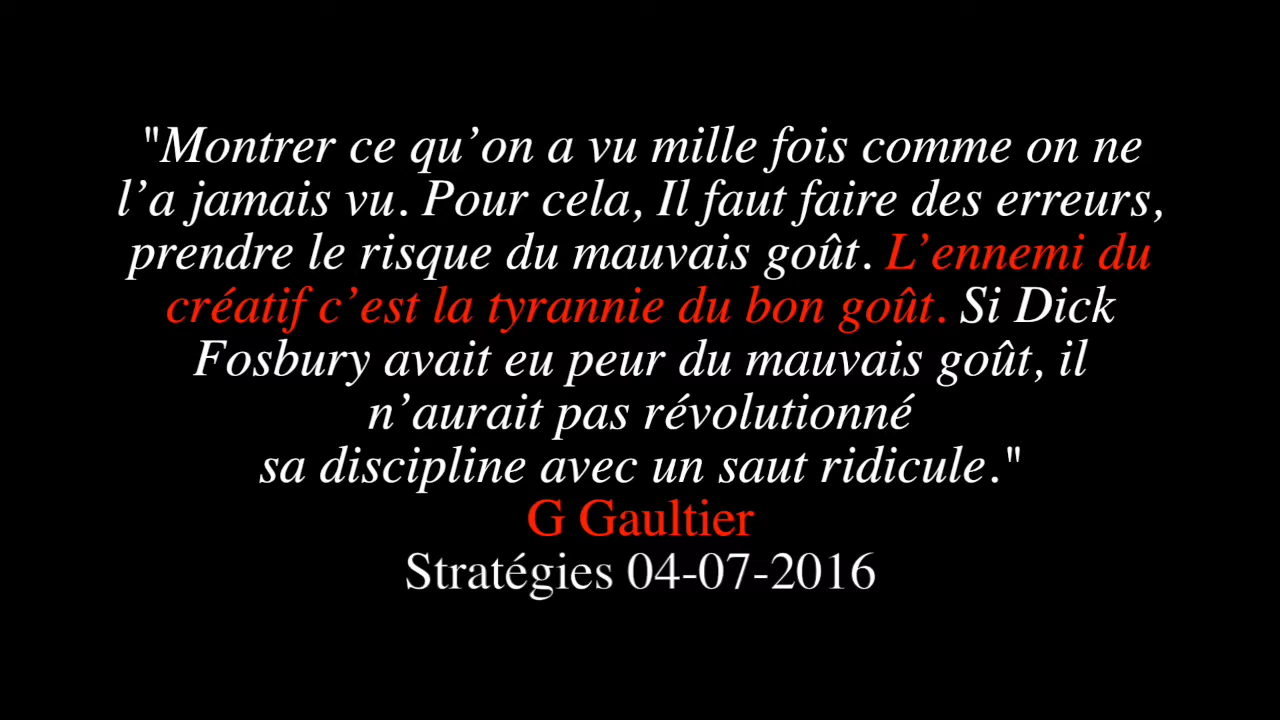 "Montrer ce qu’on a vu mille fois comme on ne
l’a jamais vu. Pour cela, Il faut faire des erreurs,
prendre le risque du mauvais goût. L’ennemi du
créatif c’est la tyrannie du bon goût. Si Dick
Fosbury avait eu peur du mauvais goût, il
n’aurait pas révolutionné
sa discipline avec un saut ridicule."
G Gaultier
Stratégies 04-07-2016